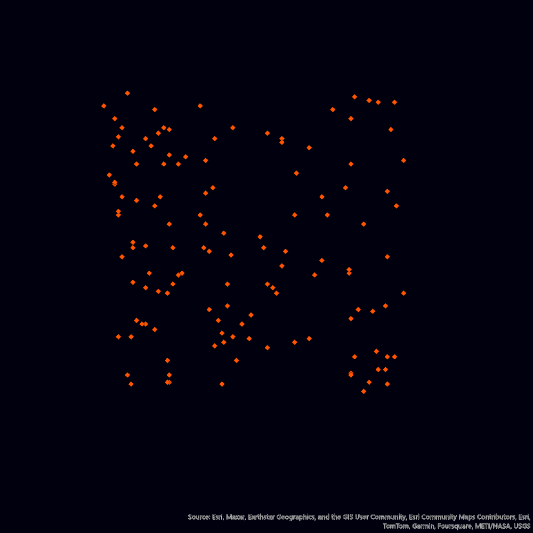 Source: Esri, Maxar, Earthstar Geographics, and the GIS User Community, Esri Community Maps Contributors, Esri,
TomTom, Garmin, Foursquare, METI/NASA, USGS